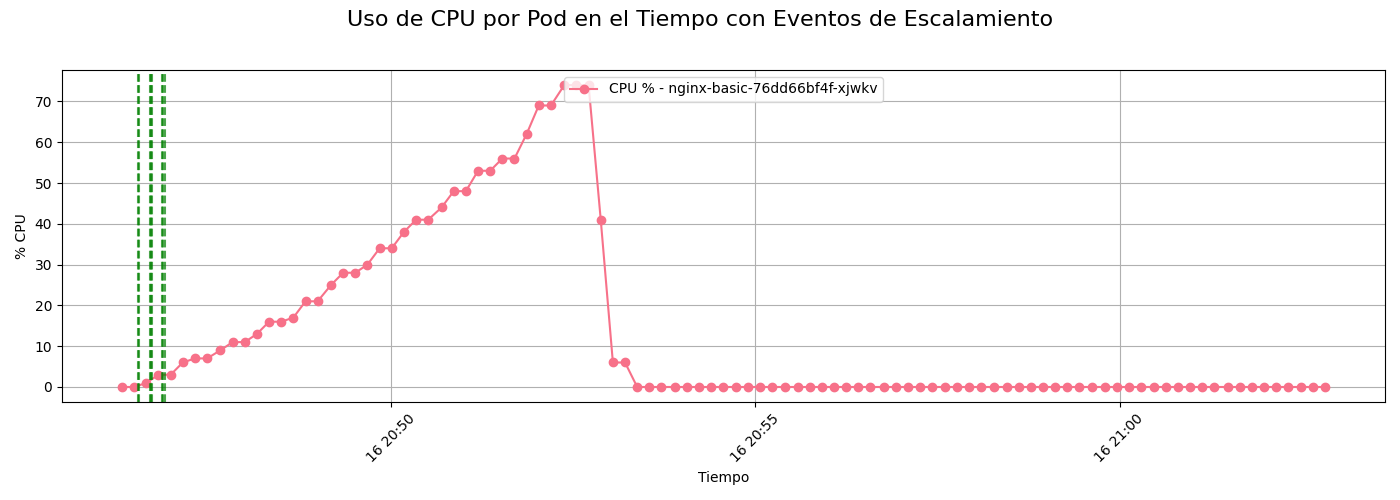 Uso de CPU por Pod en el Tiempo con Eventos de Escalamiento
CPU % - nginx-basic-76dd66bf4f-xjwkv
% CPU
70
60
50
40
30
20
10
0
16 20:50
16 20:55
16 21:00
Tiempo